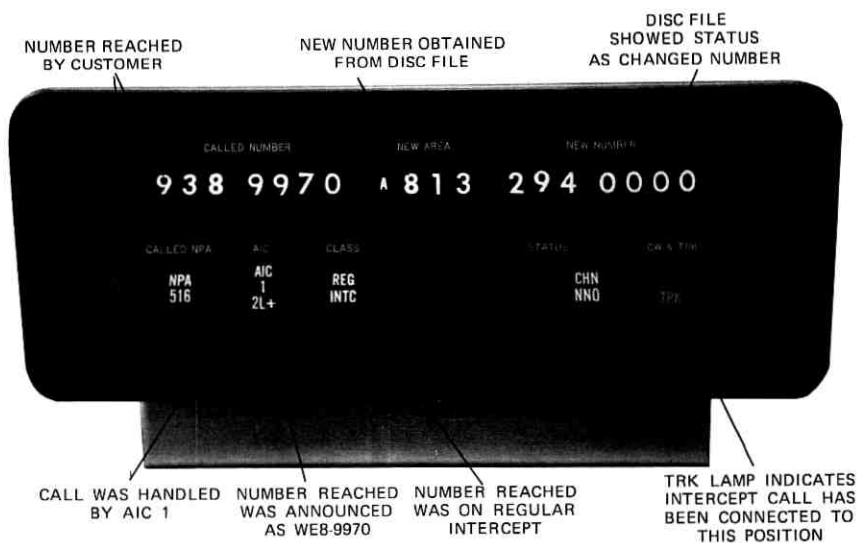 NUMBER REACHED
BY CUSTOMER
NEW NUMBER OBTAINED
FROM DISC FILE
DISC FILE
SHOWED STATUS
AS CHANGED NUMBER
CALLED NUMBER
NEW AREA
NEW NUMBER
938 9970
A 813
294 0000
CALLED NPA
AIC
CLASS
STATUS
CW & TRK
NPA
516
AIC
1
2L+
REG
INTC
CHN
NNO
TRK
CALL WAS HANDLED
BY AIC 1
NUMBER REACHED
WAS ANNOUNCED
AS WE8-9970
NUMBER REACHED
WAS ON REGULAR
INTERCEPT
TRK LAMP INDICATES
INTERCEPT CALL HAS
BEEN CONNECTED TO
THIS POSITION